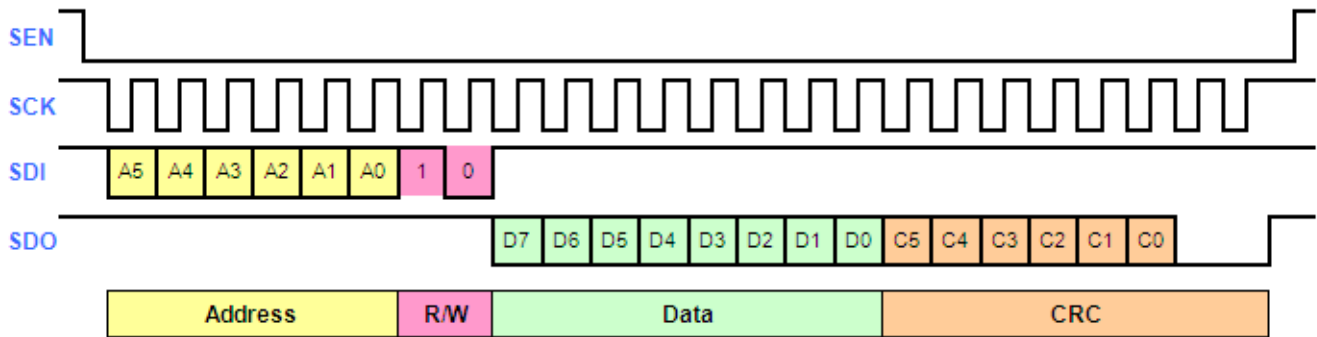 SEN
SCK
SDI A5 A4 A3 A2 A1 A0 1 0
SDO D7 D6 D5 D4 D3 D2 D1 D0 C5 C4 C3 C2 C1 C0
Address R/W Data CRC